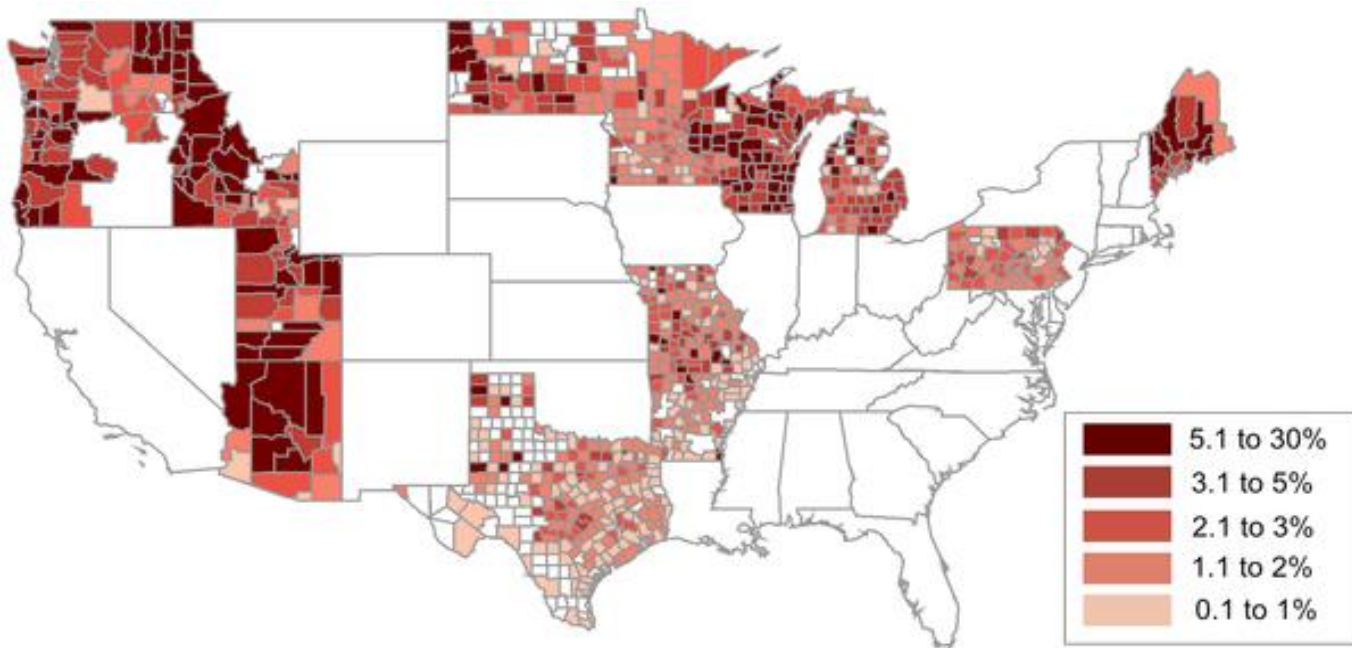 5.1 to 30%
3.1 to 5%
2.1 to 3%
1.1 to 2%
0.1 to 1%